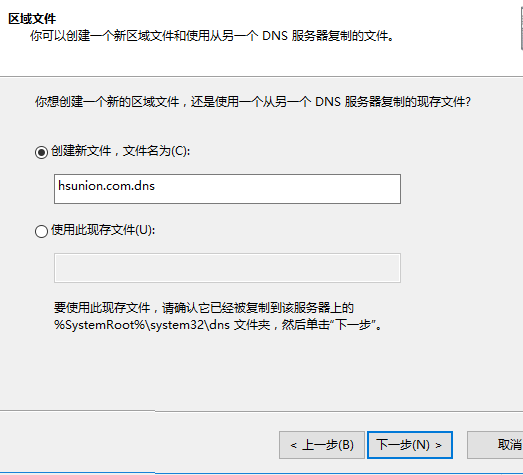 区域文件
你可以创建一个新区域文件和使用从另一个 DNS 服务器复制的文件。
你想创建一个新的区域文件，还是使用一个从另一个 DNS 服务器复制的现存文件?
创建新文件，文件名为(C):
hsunion.com.dns
使用此现存文件(U):
要使用此现存文件，请确认它已经被复制到该服务器上的
%SystemRoot%\system32\dns 文件夹，然后单击“下一步”。
< 上一步(B) 下一步(N) > 取消